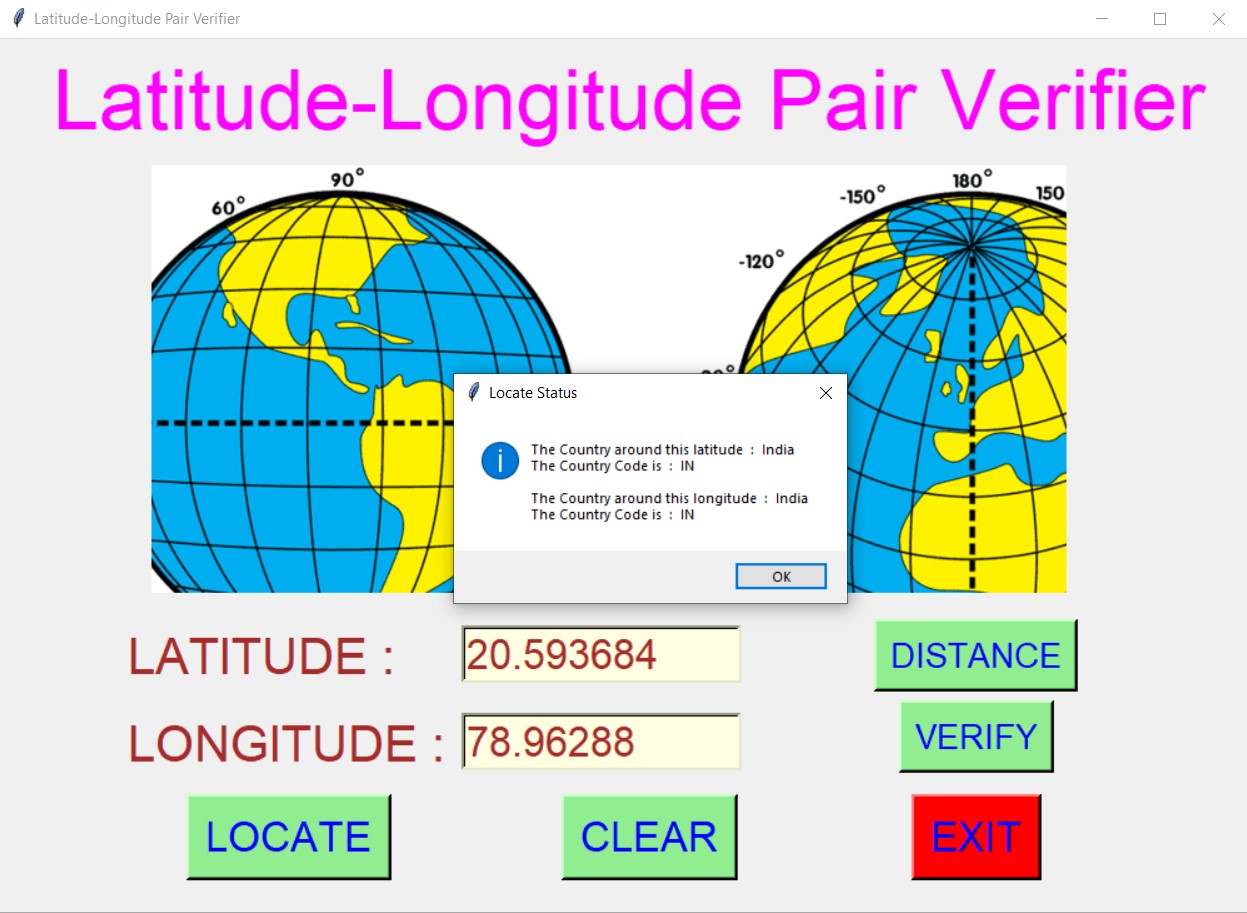 Latitude-Longitude Pair Verifier
Latitude-Longitude Pair Verifier
90°
60°
180°
-150°
150
-120°
Locate Status
The Country around this latitude : India
The Country Code is : IN
The Country around this longitude : India
The Country Code is : IN
OK
LATITUDE :
20.593684
DISTANCE
LONGITUDE :
78.96288
VERIFY
LOCATE
CLEAR
EXIT